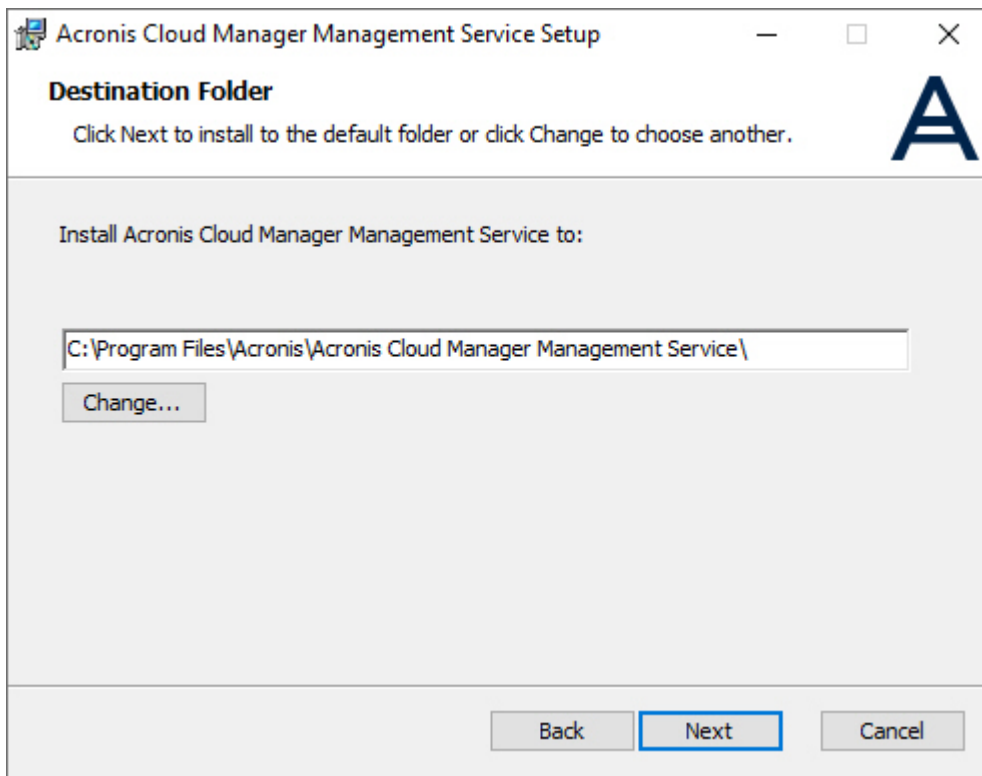 Acronis Cloud Manager Management Service Setup
Destination Folder
Click Next to install to the default folder or click Change to choose another.
Install Acronis Cloud Manager Management Service to:
C:\Program Files\Acronis\Acronis Cloud Manager Management Service\
Change...
Back Next Cancel